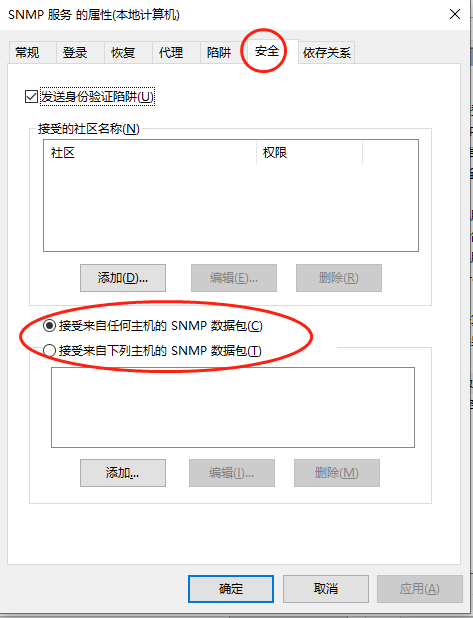 SNMP 服务 的属性(本地计算机)
常规 登录 恢复 代理 陷阱 安全 依存关系
发送身份验证陷阱(U)
接受的社区名称(N)
社区 权限
添加(D)... 编辑(E)... 删除(R)
接受来自任何主机的 SNMP 数据包(C)
接受来自下列主机的 SNMP 数据包(T)
添加... 编辑(I)... 删除(M)
确定 取消 应用(A)